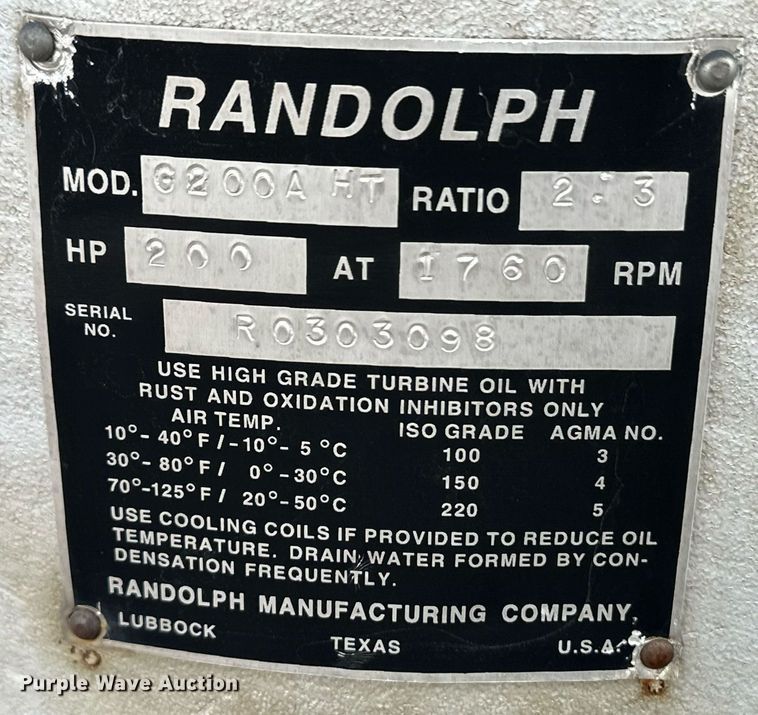 RANDOLPH
MOD. G200A HT RATIO 2:3
HP 200 AT 1760 RPM
SERIAL NO. R0303098
USE HIGH GRADE TURBINE OIL WITH
RUST AND OXIDATION INHIBITORS ONLY
AIR TEMP. ISO GRADE AGMA NO.
10°- 40°F / -10°- 5 °C 100 3
30°- 80°F / 0° -30°C 150 4
70°-125°F / 20°-50°C 220 5
USE COOLING COILS IF PROVIDED TO REDUCE OIL
TEMPERATURE. DRAIN WATER FORMED BY CON-
DENSATION FREQUENTLY.
RANDOLPH MANUFACTURING COMPANY,
LUBBOCK TEXAS U.S.A.
Purple Wave Auction